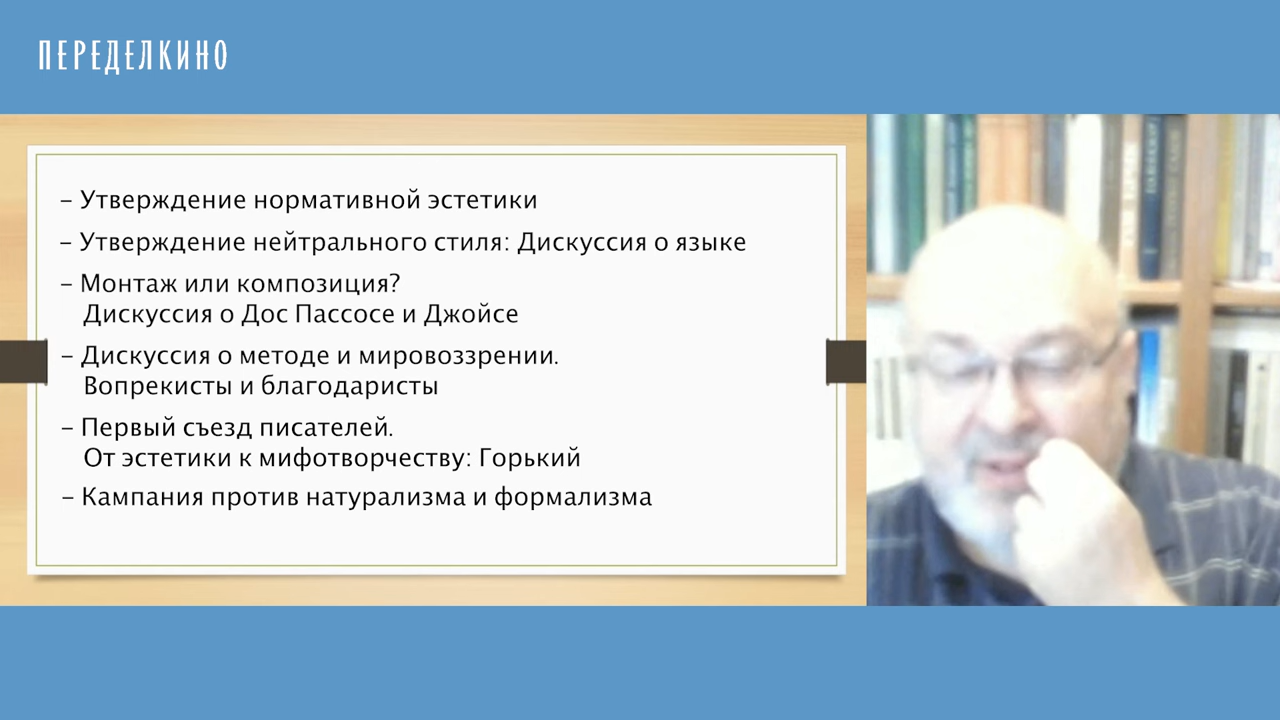 ПЕРЕДЕЛКИНО
– Утверждение нормативной эстетики
– Утверждение нейтрального стиля: Дискуссия о языке
– Монтаж или композиция?
Дискуссия о Дос Пассосе и Джойсе
– Дискуссия о методе и мировоззрении.
Вопрекисты и благодаристы
– Первый съезд писателей.
От эстетики к мифотворчеству: Горький
– Кампания против натурализма и формализма